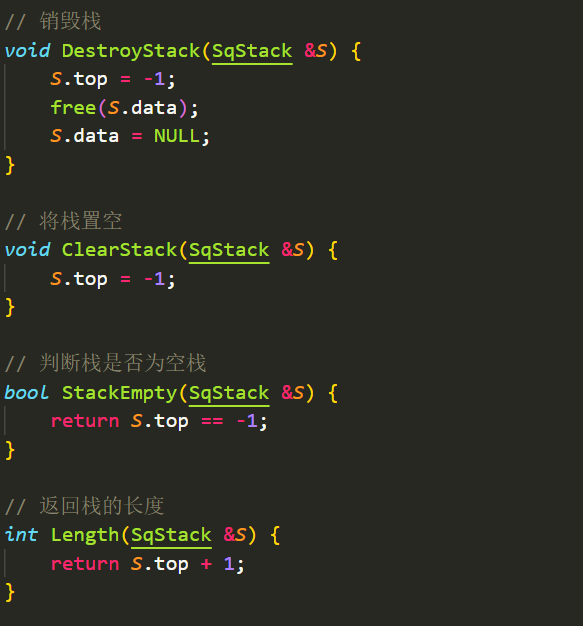 // 销毁栈
void DestroyStack(SqStack &S) {
    S.top = -1;
    free(S.data);
    S.data = NULL;
}

// 将栈置空
void ClearStack(SqStack &S) {
    S.top = -1;
}

// 判断栈是否为空栈
bool StackEmpty(SqStack &S) {
    return S.top == -1;
}

// 返回栈的长度
int Length(SqStack &S) {
    return S.top + 1;
}